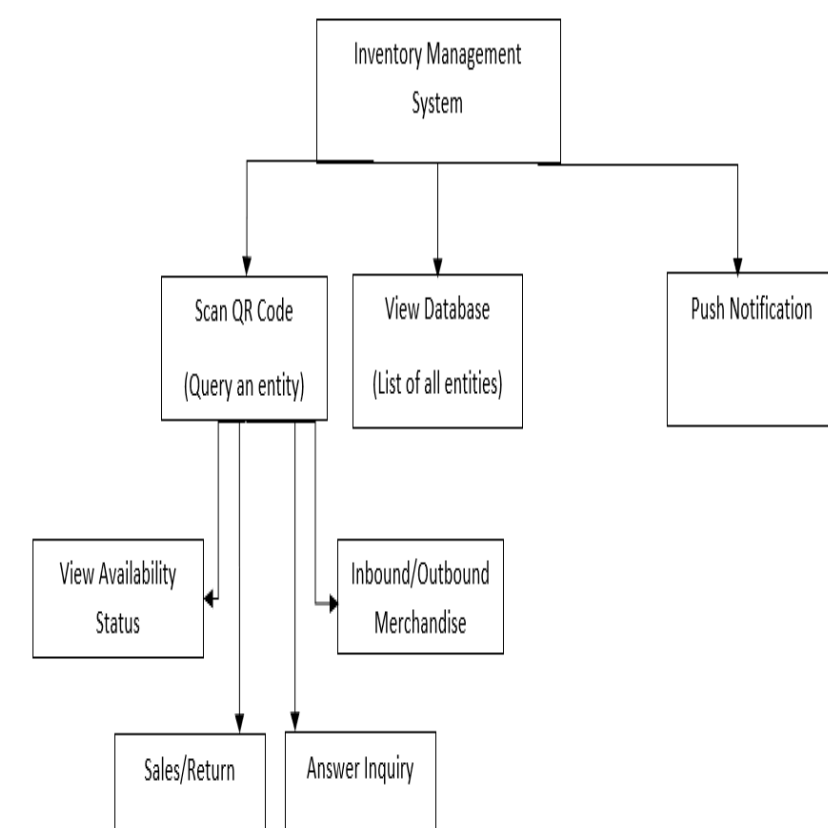 Inventory Management
System
Scan QR Code
(Query an entity)
View Database
(List of all entities)
Push Notification
View Availability
Status
Inbound/Outbound
Merchandise
Sales/Return
Answer Inquiry